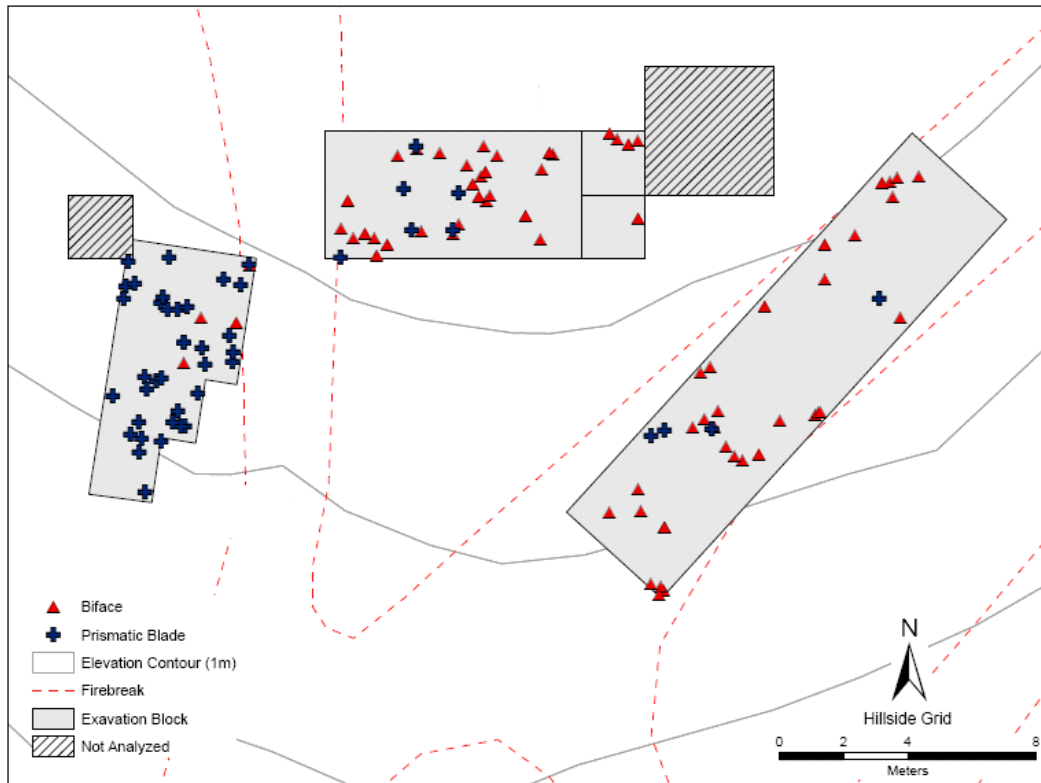 Biface
Prismatic Blade
Elevation Contour (1m)
Firebreak
Exavation Block
Not Analyzed
N
Hillside Grid
0 2 4 8
Meters